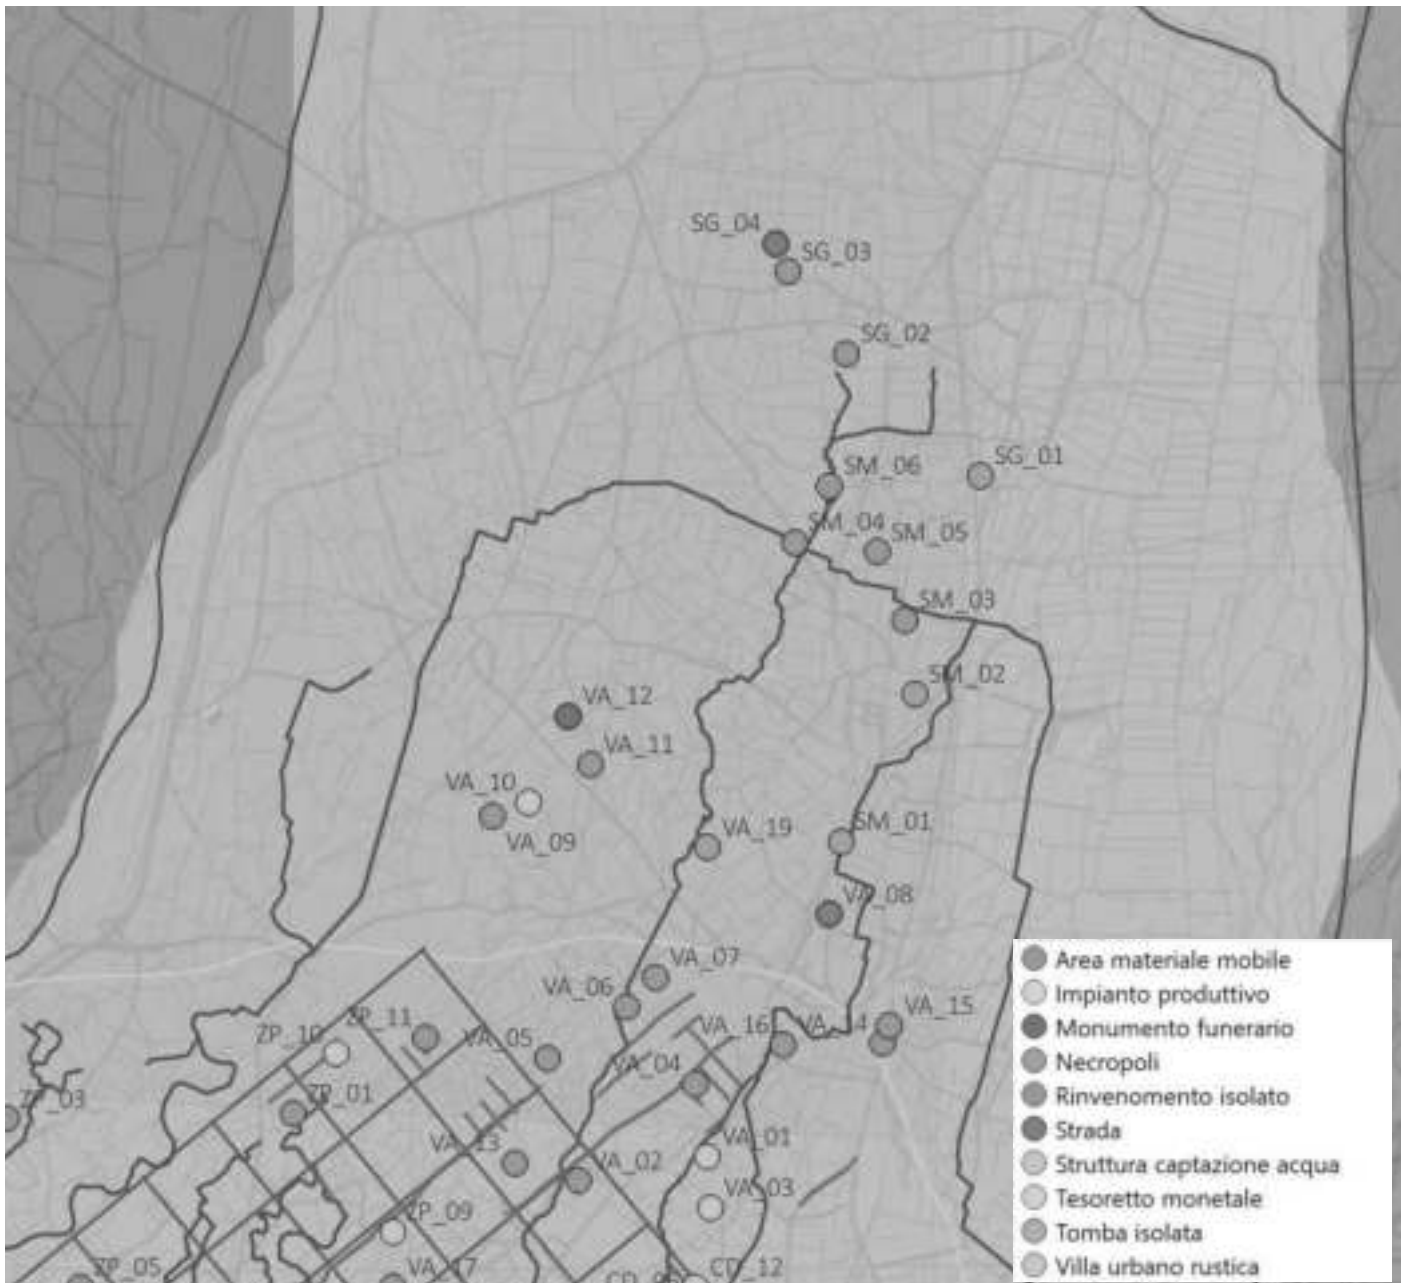 SG_04
SG_03
SG_02
SG_01
SM_06
SM_04
SM_05
SM_03
SM_02
VA_12
VA_11
VA_10
VA_09
VA_19
SM_01
VA_08
VA_07
VA_06
VA_15
ZP_10
ZP_11
VA_05
VA_16
VA_04
ZP_03
ZP_01
VA_01
VA_02
VA_03
ZP_09
ZP_05
VA_17
CD_12
Area materiale mobile
Impianto produttivo
Monumento funerario
Necropoli
Rinvenomento isolato
Strada
Struttura captazione acqua
Tesoretto monetale
Tomba isolata
Villa urbano rustica